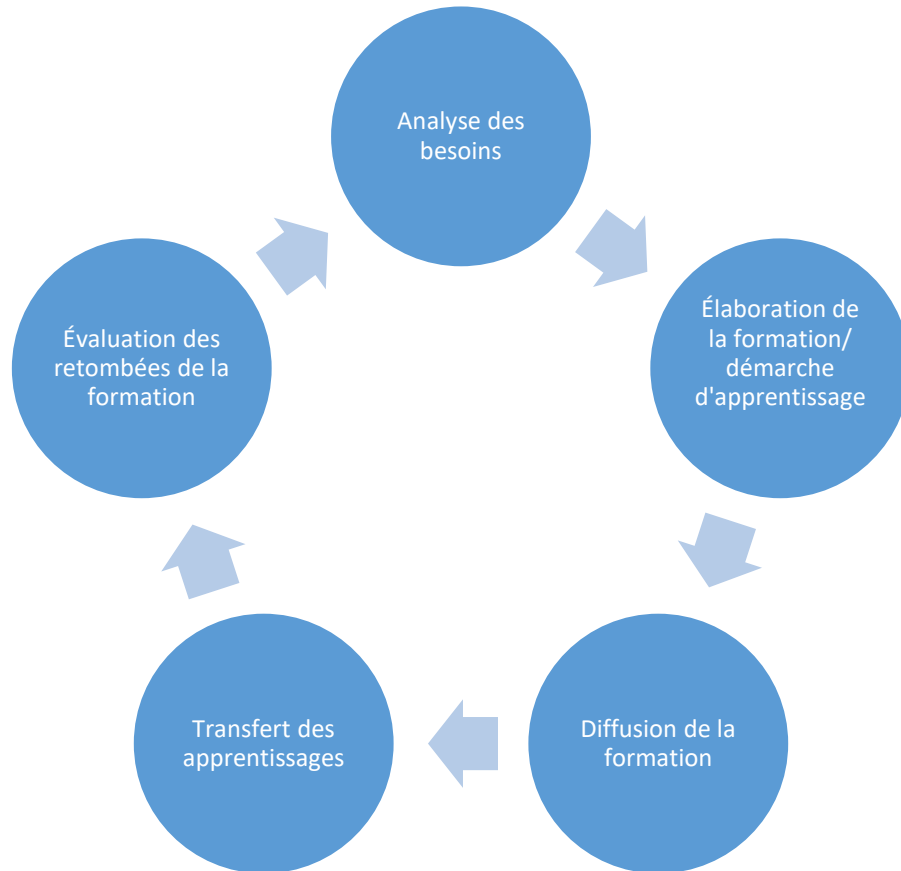 Analyse des
besoins
Élaboration de
la formation/
démarche
d'apprentissage
Diffusion de la
formation
Transfert des
apprentissages
Évaluation des
retombées de la
formation